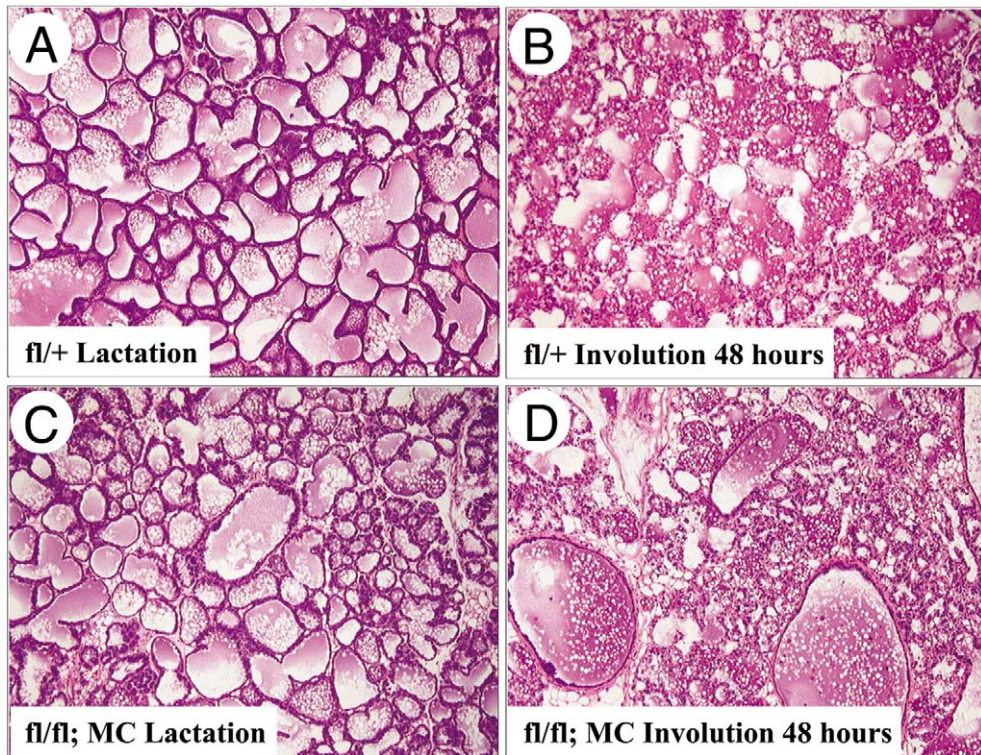 A
B
fl/+ Lactation
fl/+ Involution 48 hours
C
D
fl/fl; MC Lactation
fl/fl; MC Involution 48 hours